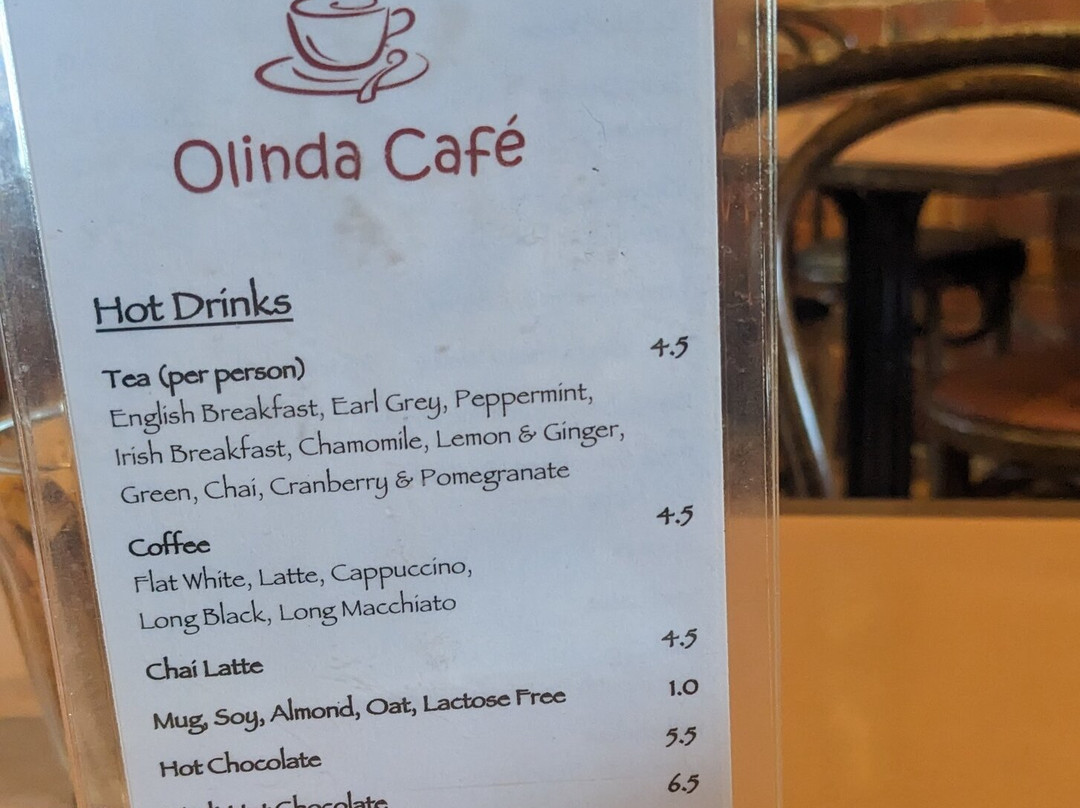 Olinda Café
Hot Drinks
Tea (per person) 4.5
English Breakfast, Earl Grey, Peppermint,
Irish Breakfast, Chamomile, Lemon & Ginger,
Green, Chai, Cranberry & Pomegranate
Coffee 4.5
Flat White, Latte, Cappuccino,
Long Black, Long Macchiato
Chai Latte 4.5
Mug, Soy, Almond, Oat, Lactose Free 1.0
Hot Chocolate 5.5
Hot Chocolate 6.5